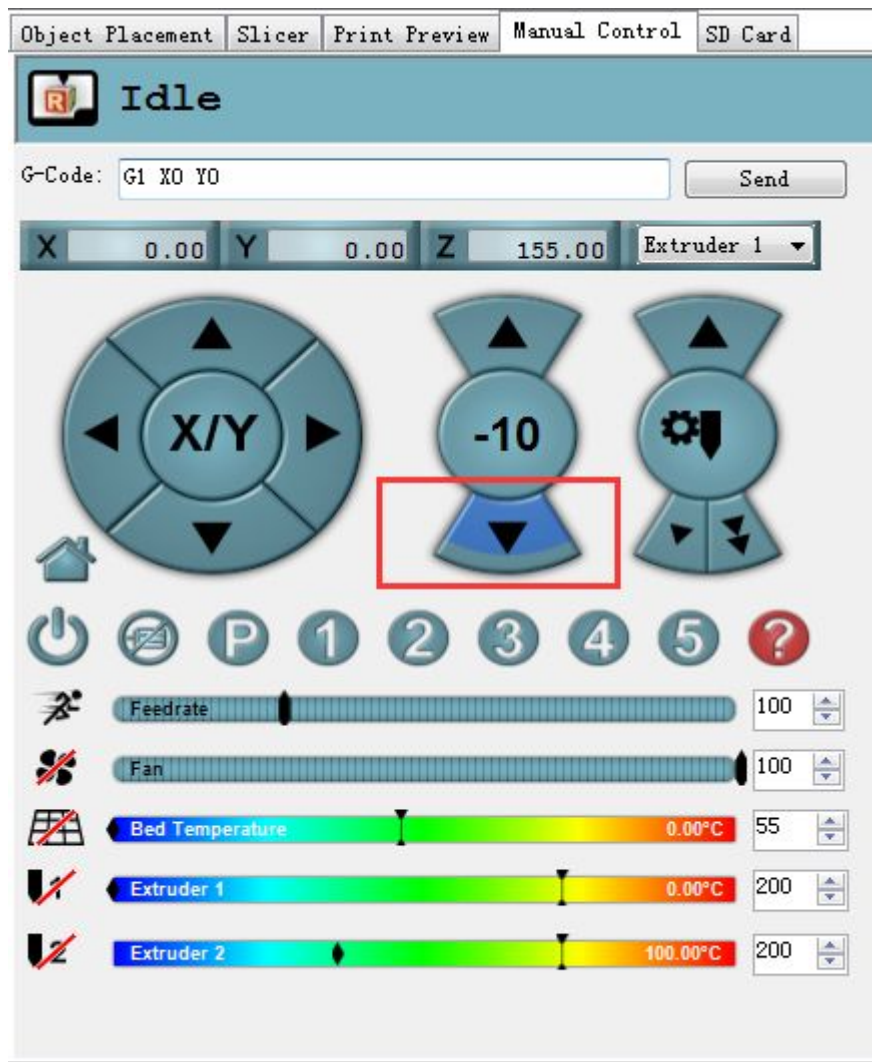 Object Placement Slicer Print Preview Manual Control SD Card
R Idle
G-Code: G1 X0 Y0 Send
X 0.00 Y 0.00 Z 155.00 Extruder 1
X/Y -10
P 1 2 3 4 5 ?
Feedrate 100
Fan 100
Bed Temperature 0.00°C 55
1 Extruder 1 0.00°C 200
2 Extruder 2 100.00°C 200